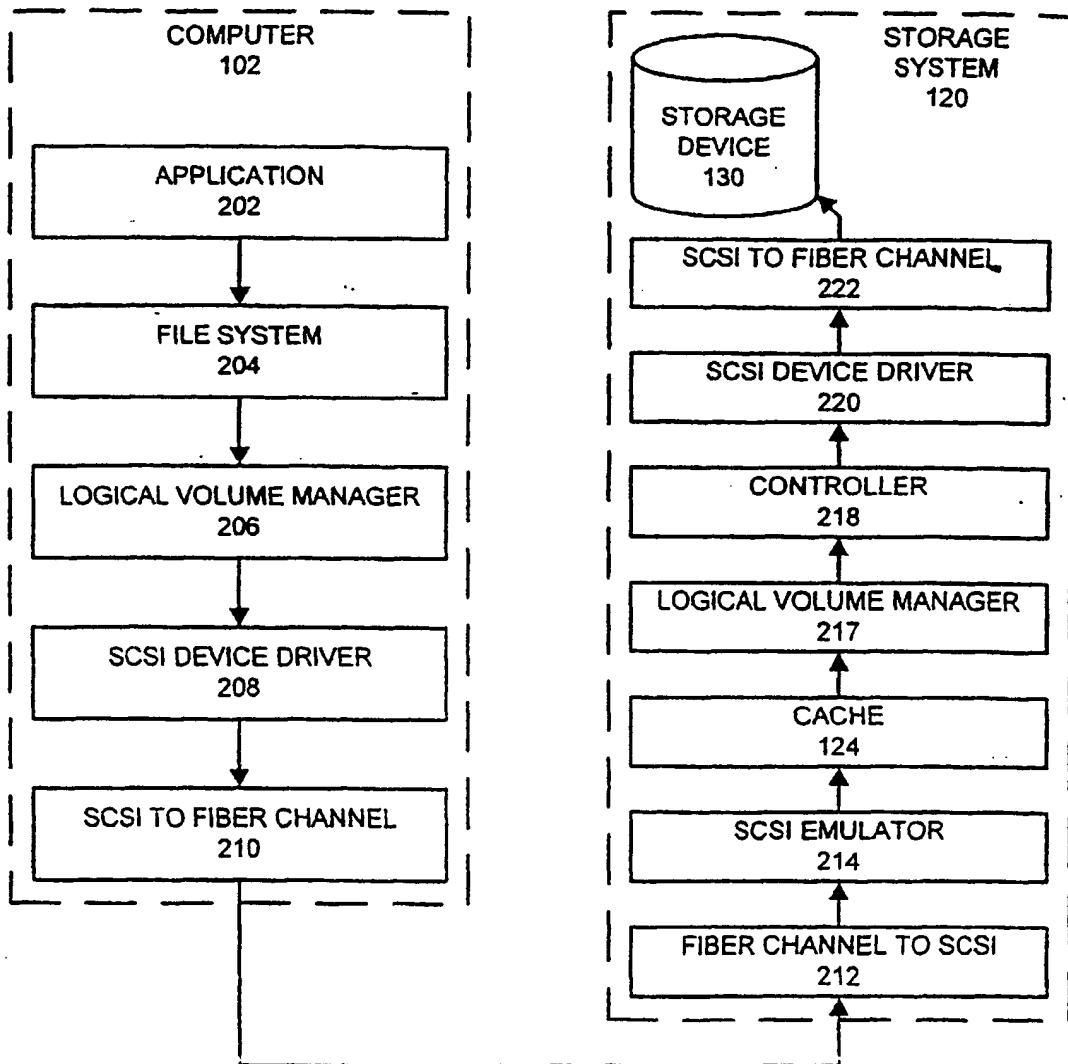 COMPUTER
102
APPLICATION
202
FILE SYSTEM
204
LOGICAL VOLUME MANAGER
206
SCSI DEVICE DRIVER
208
SCSI TO FIBER CHANNEL
210
STORAGE
SYSTEM
120
STORAGE
DEVICE
130
SCSI TO FIBER CHANNEL
222
SCSI DEVICE DRIVER
220
CONTROLLER
218
LOGICAL VOLUME MANAGER
217
CACHE
124
SCSI EMULATOR
214
FIBER CHANNEL TO SCSI
212